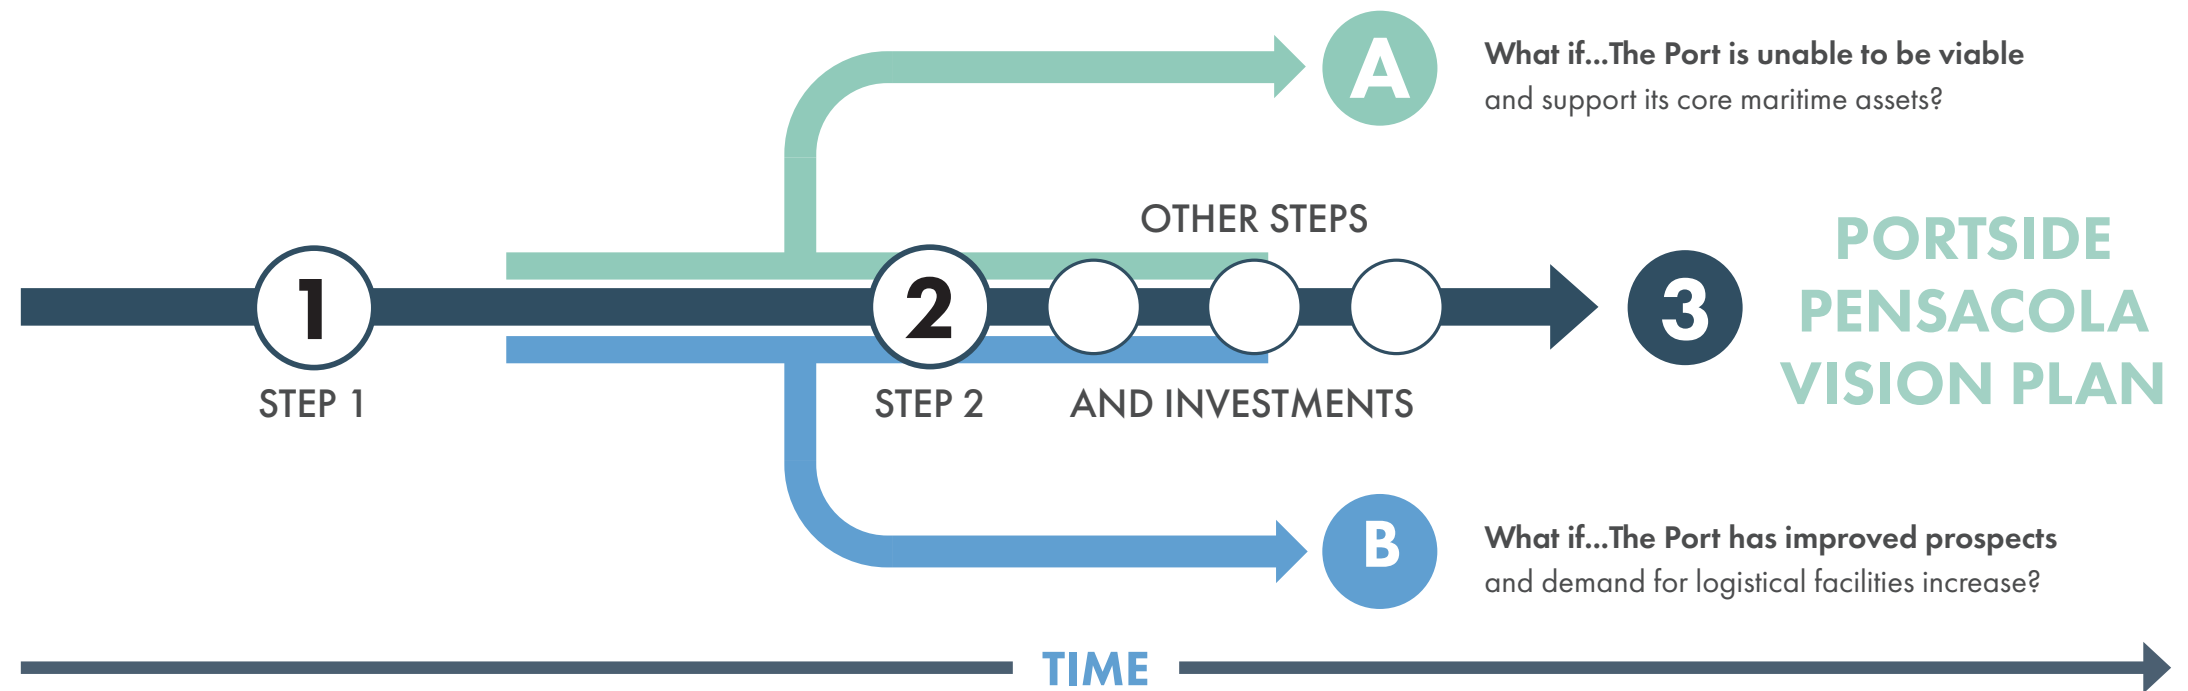 A
What if...The Port is unable to be viable
and support its core maritime assets?
OTHER STEPS
1
2
3
STEP 1
STEP 2
AND INVESTMENTS
PORTSIDE
PENSACOLA
VISION PLAN
B
What if...The Port has improved prospects
and demand for logistical facilities increase?
TIME